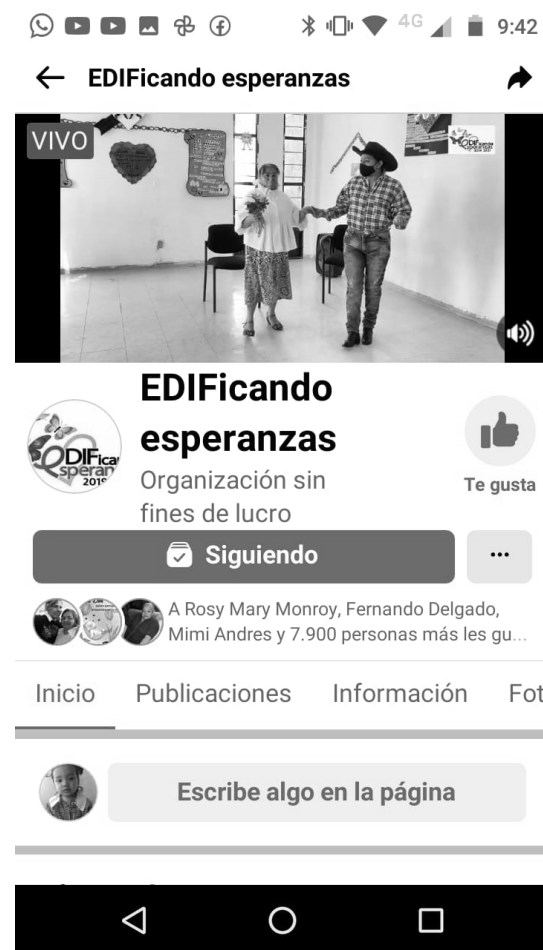 4G 9:42
EDIFicando esperanzas
VIVO
EDIFicando
esperanzas
Organización sin
fines de lucro
Te gusta
Siguiendo
A Rosy Mary Monroy, Fernando Delgado,
Mimi Andres y 7.900 personas más les gu...
Inicio Publicaciones Información Fot
Escribe algo en la página